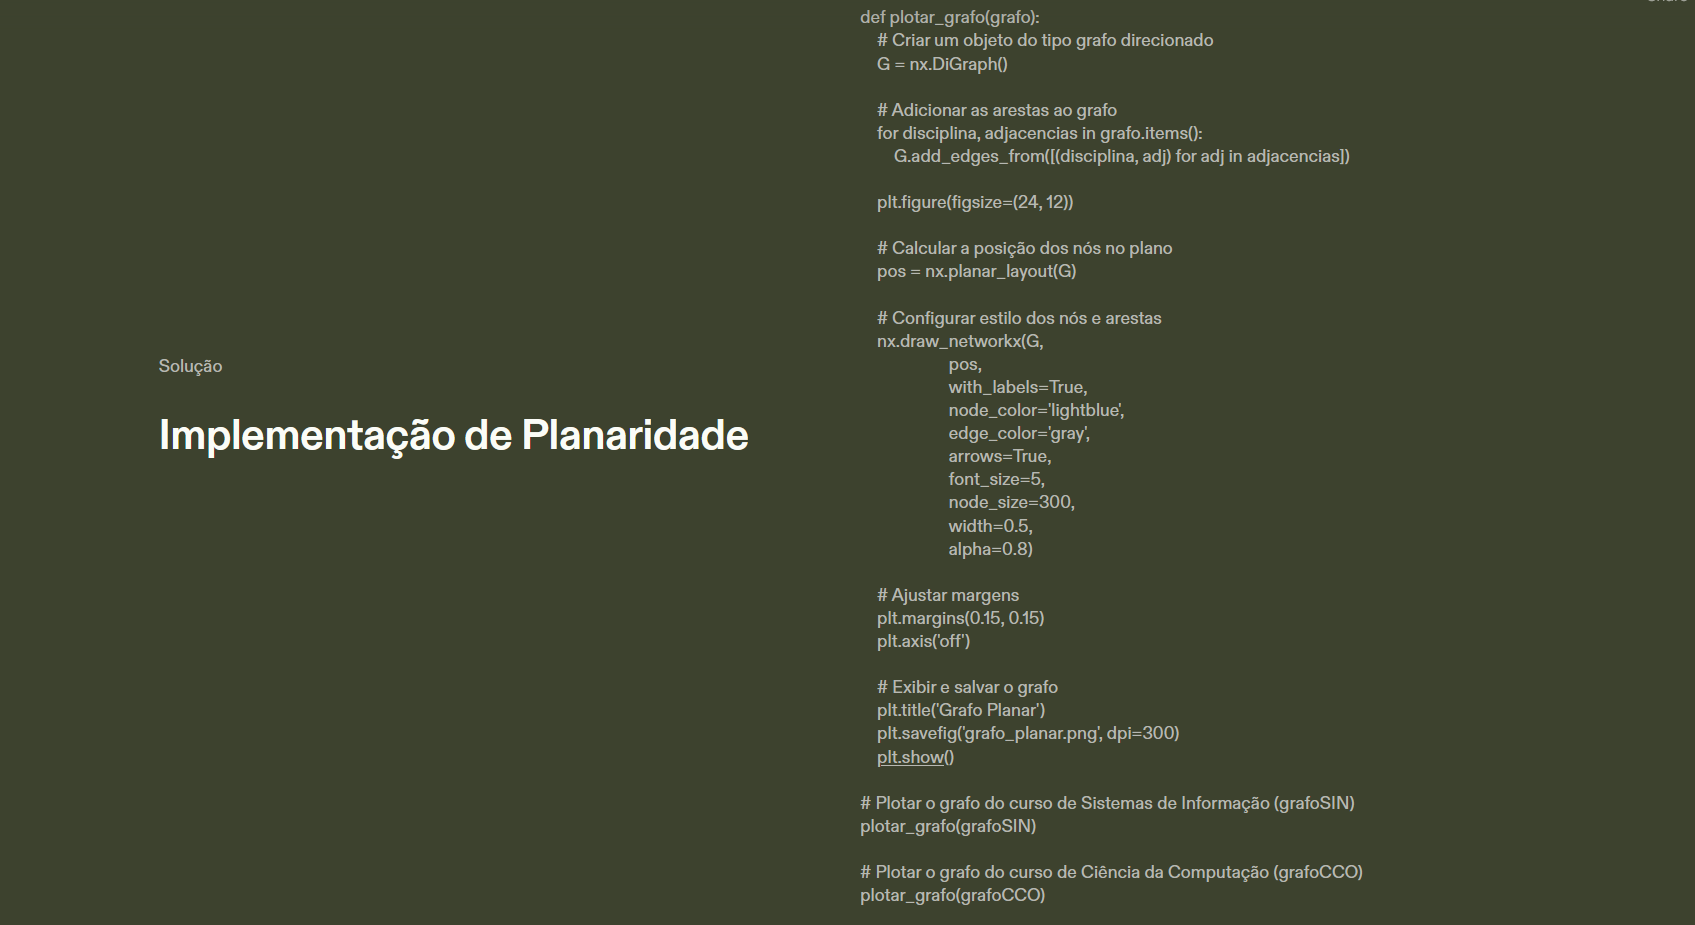 Solução
Implementação de Planaridade
def plotar_grafo(grafo):
# Criar um objeto do tipo grafo direcionado
G = nx.DiGraph()
# Adicionar as arestas ao grafo
for disciplina, adjacencias in grafo.items():
G.add_edges_from([(disciplina, adj) for adj in adjacencias])
plt.figure(figsize=(24, 12))
# Calcular a posição dos nós no plano
pos = nx.planar_layout(G)
# Configurar estilo dos nós e arestas
nx.draw_networkx(G,
pos,
with_labels=True,
node_color='lightblue',
edge_color='gray',
arrows=True,
font_size=5,
node_size=300,
width=0.5,
alpha=0.8)
# Ajustar margens
plt.margins(0.15, 0.15)
plt.axis('off')
# Exibir e salvar o grafo
plt.title('Grafo Planar')
plt.savefig('grafo_planar.png', dpi=300)
plt.show()
# Plotar o grafo do curso de Sistemas de Informação (grafoSIN)
plotar_grafo(grafoSIN)
# Plotar o grafo do curso de Ciência da Computação (grafoCCO)
plotar_grafo(grafoCCO)